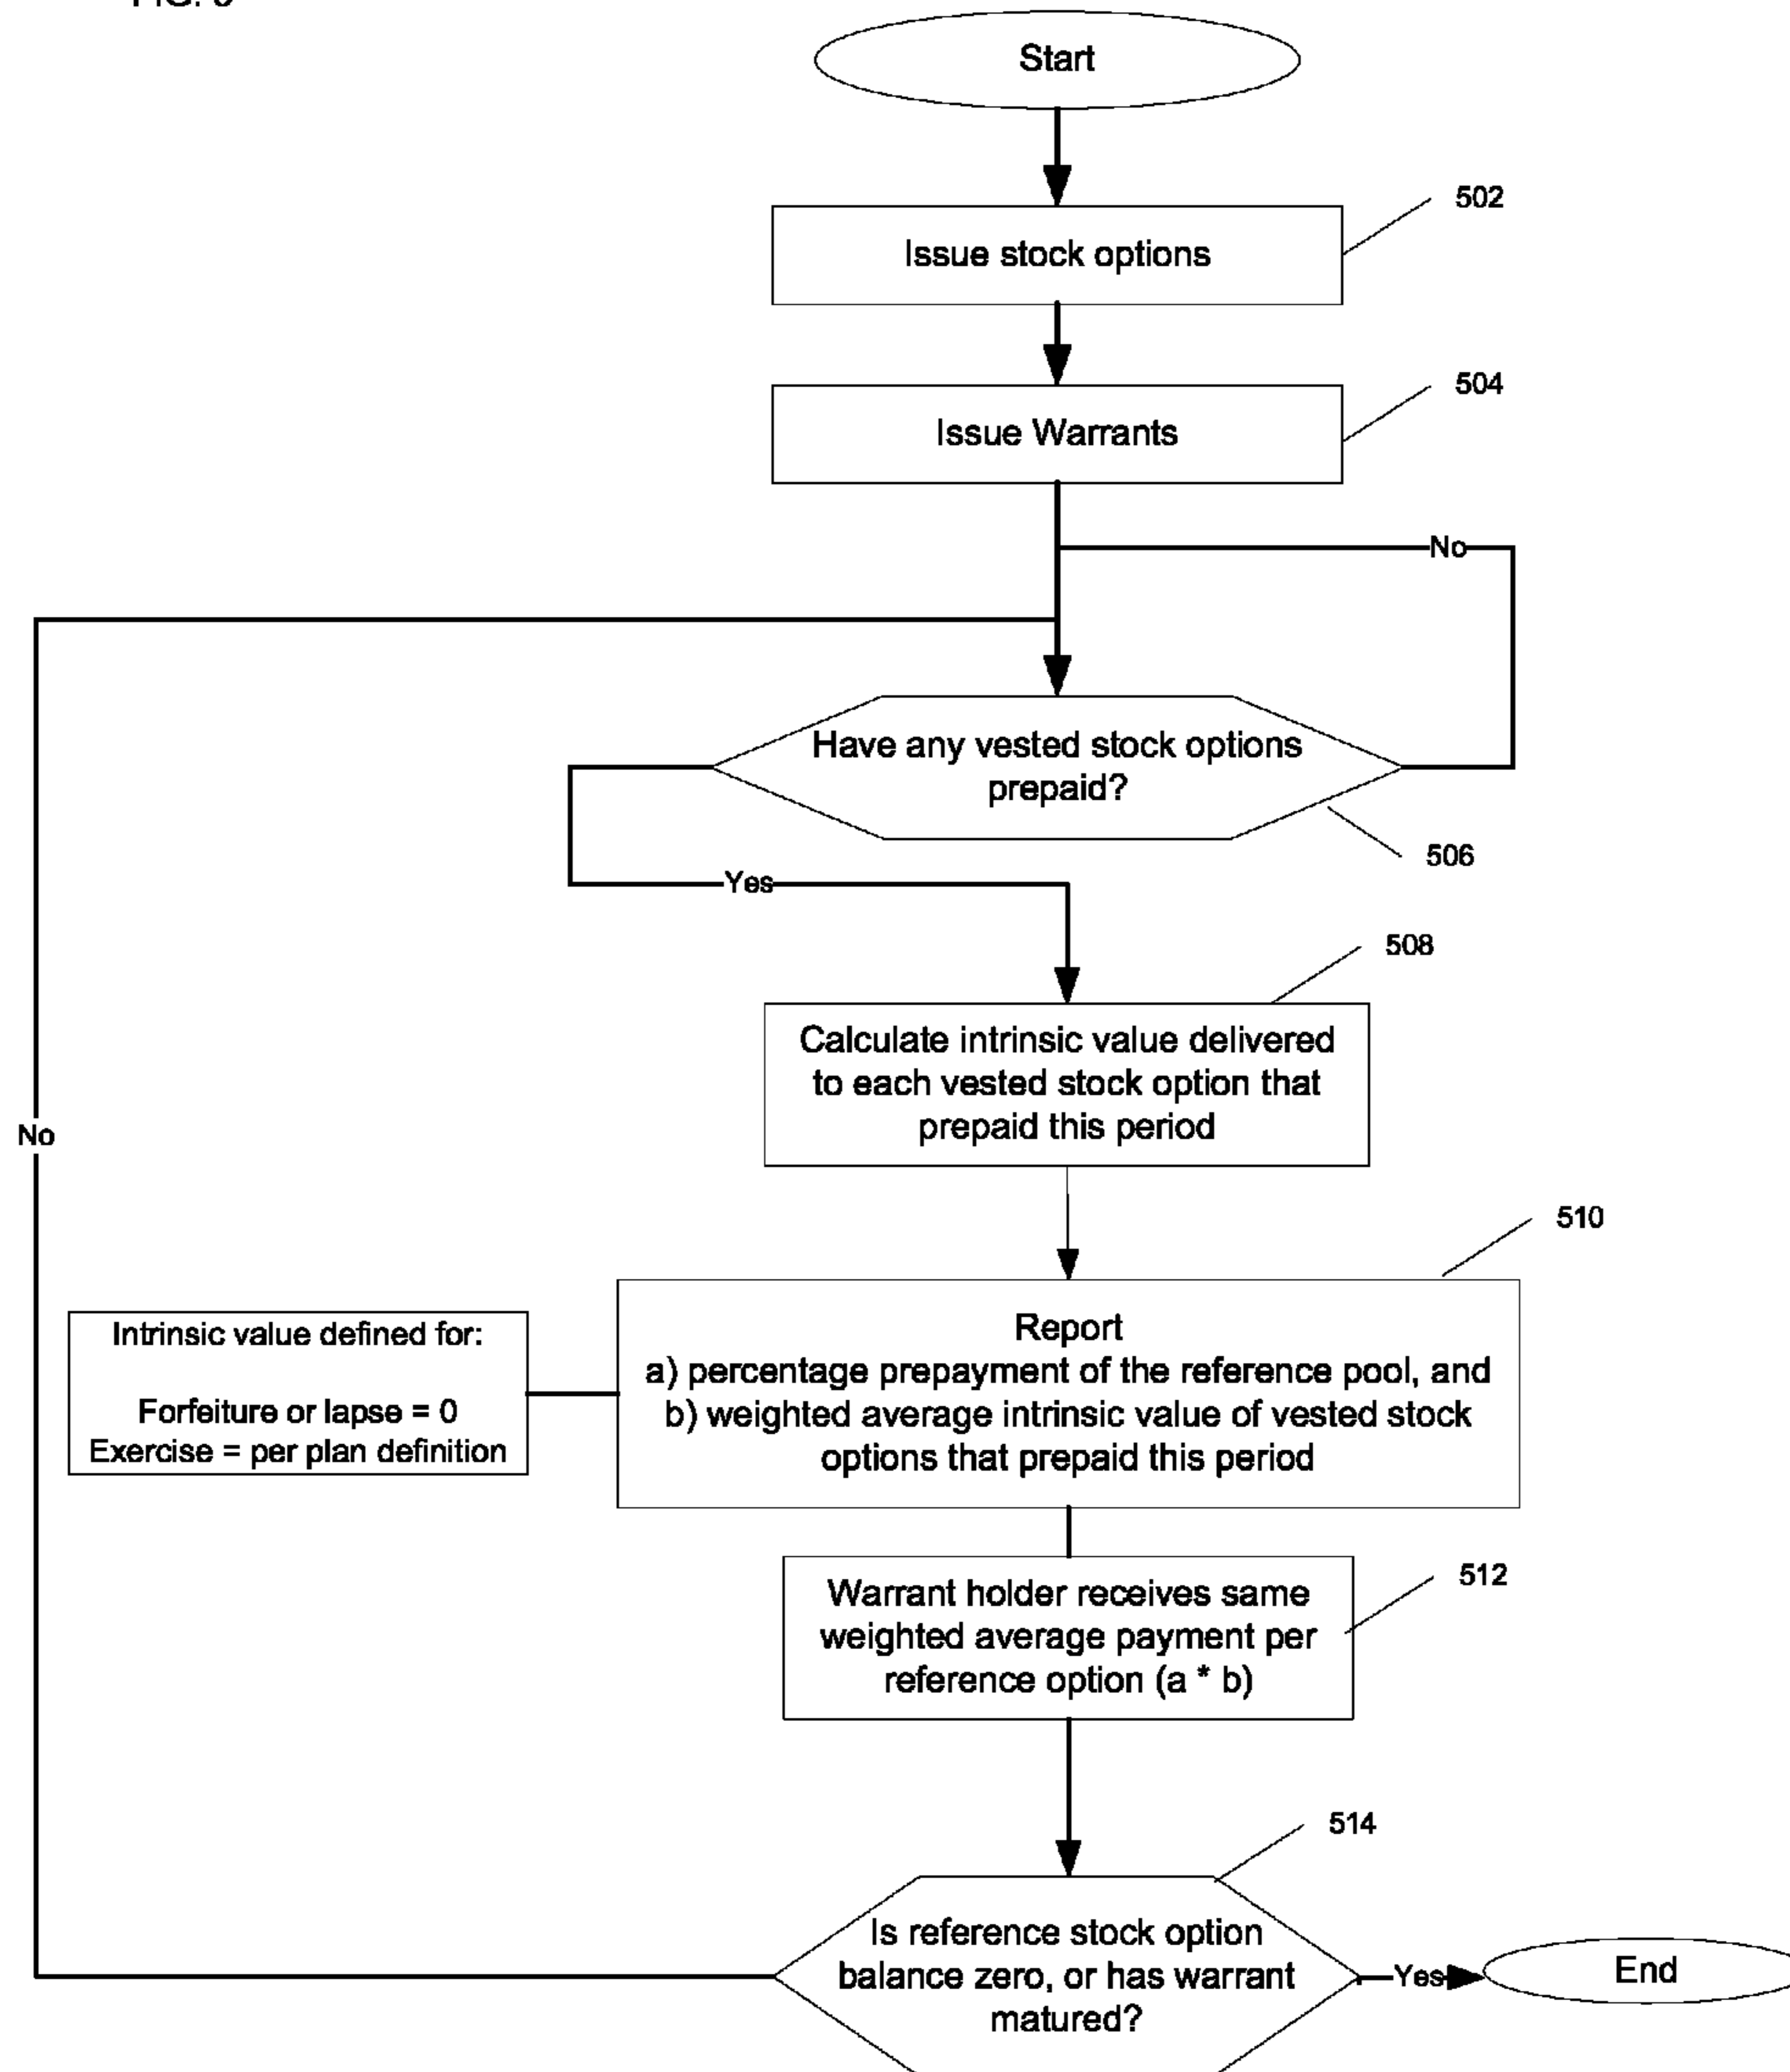 Start
502
Issue stock options
504
Issue Warrants
No
Have any vested stock options
prepaid?
506
Yes
508
Calculate intrinsic value delivered
to each vested stock option that
prepaid this period
No
510
Report
a) percentage prepayment of the reference pool, and
b) weighted average intrinsic value of vested stock
options that prepaid this period
Intrinsic value defined for:
Forfeiture or lapse = 0
Exercise = per plan definition
512
Warrant holder receives same
weighted average payment per
reference option (a * b)
514
Is reference stock option
balance zero, or has warrant
matured?
Yes
End